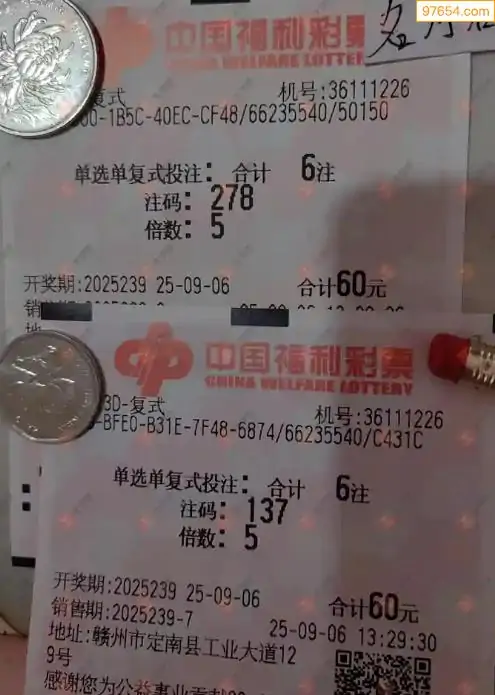 97654.com
中国福利彩票
CHINA WELFARE LOTTERY
复式
机号:36111226
-1B5C-40EC-CF48/66235540/50150
单选单复式投注: 合计 6注
注码: 278
倍数: 5
开奖期:2025239 25-09-06 合计60元
中国福利彩票
CHINA WELFARE LOTTERY
3D-复式
机号:36111226
-BFE0-B31E-7F48-6874/66235540/C431C
单选单复式投注: 合计 6注
注码: 137
倍数: 5
开奖期:2025239 25-09-06 合计60元
销售期:2025239-7 25-09-06 13:29:30
地址:赣州市定南县工业大道12
9号
感谢您为公益事业贡献